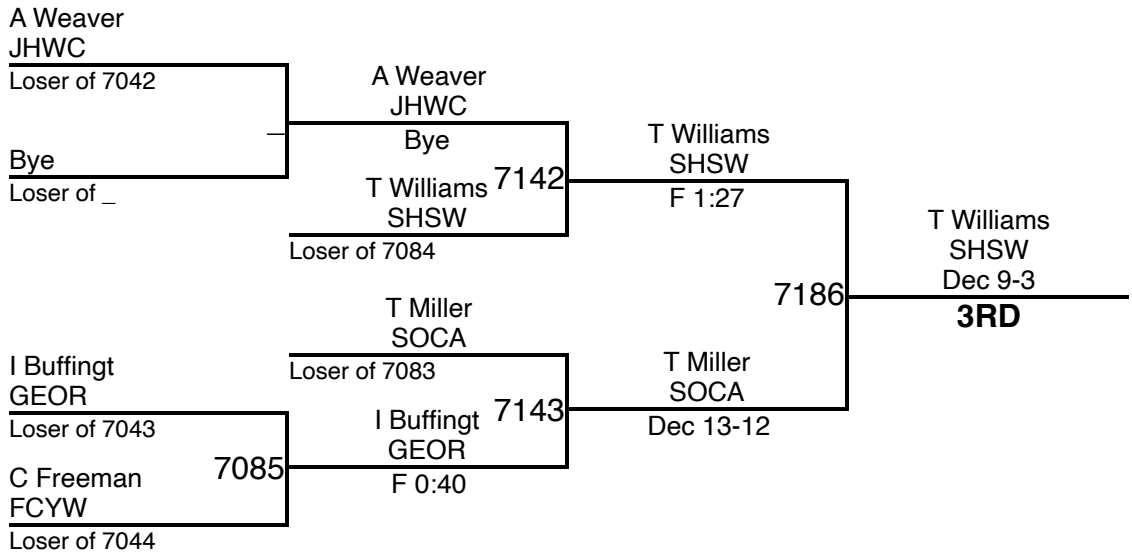 A Weaver
JHWC
Loser of 7042
_
Bye
Loser of _
A Weaver
JHWC
Bye
7142
T Williams
SHSW
Loser of 7084
T Williams
SHSW
F 1:27
T Williams
SHSW
Dec 9-3
3RD
7186
T Miller
SOCA
Loser of 7083
7143
T Miller
SOCA
Dec 13-12
I Buffingt
GEOR
Loser of 7043
7085
I Buffingt
GEOR
F 0:40
C Freeman
FCYW
Loser of 7044